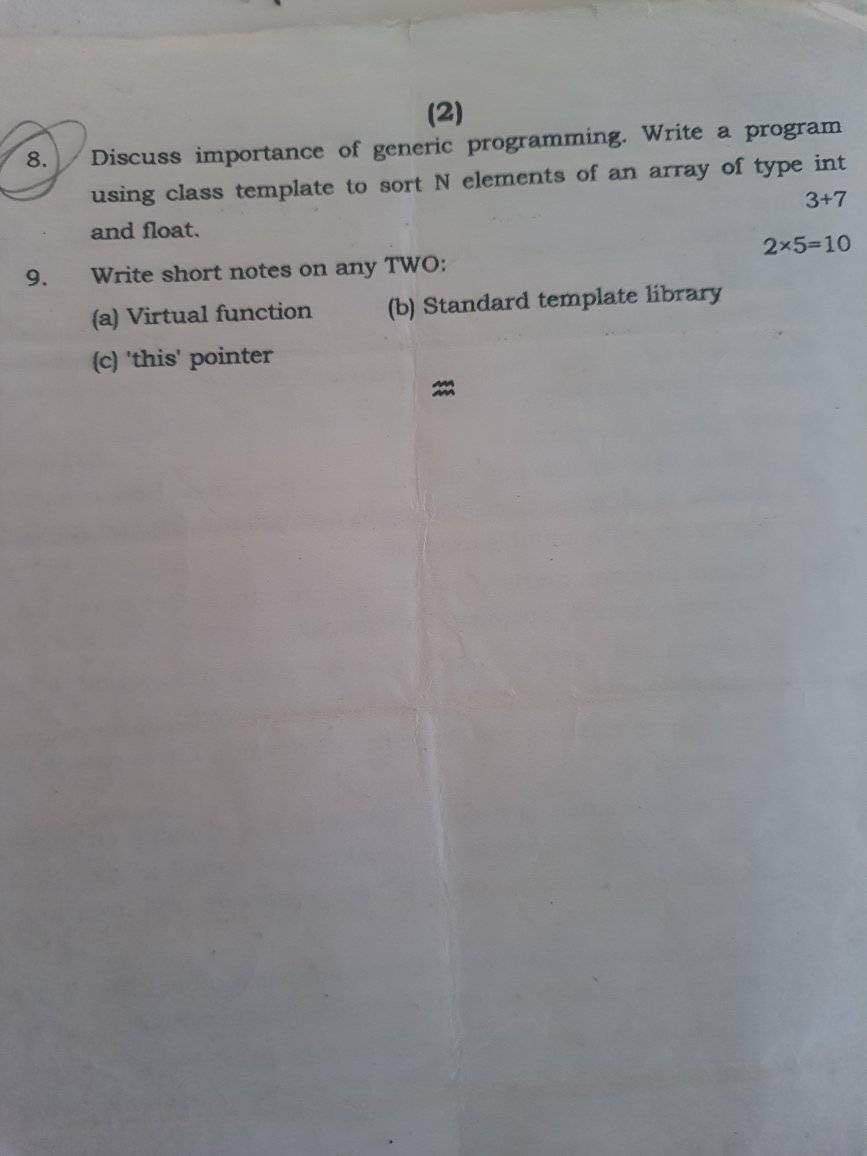 (2)
8. Discuss importance of generic programming. Write a program
using class template to sort N elements of an array of type int
and float. 3+7
9. Write short notes on any TWO: 2×5=10
(a) Virtual function (b) Standard template library
(c) 'this' pointer